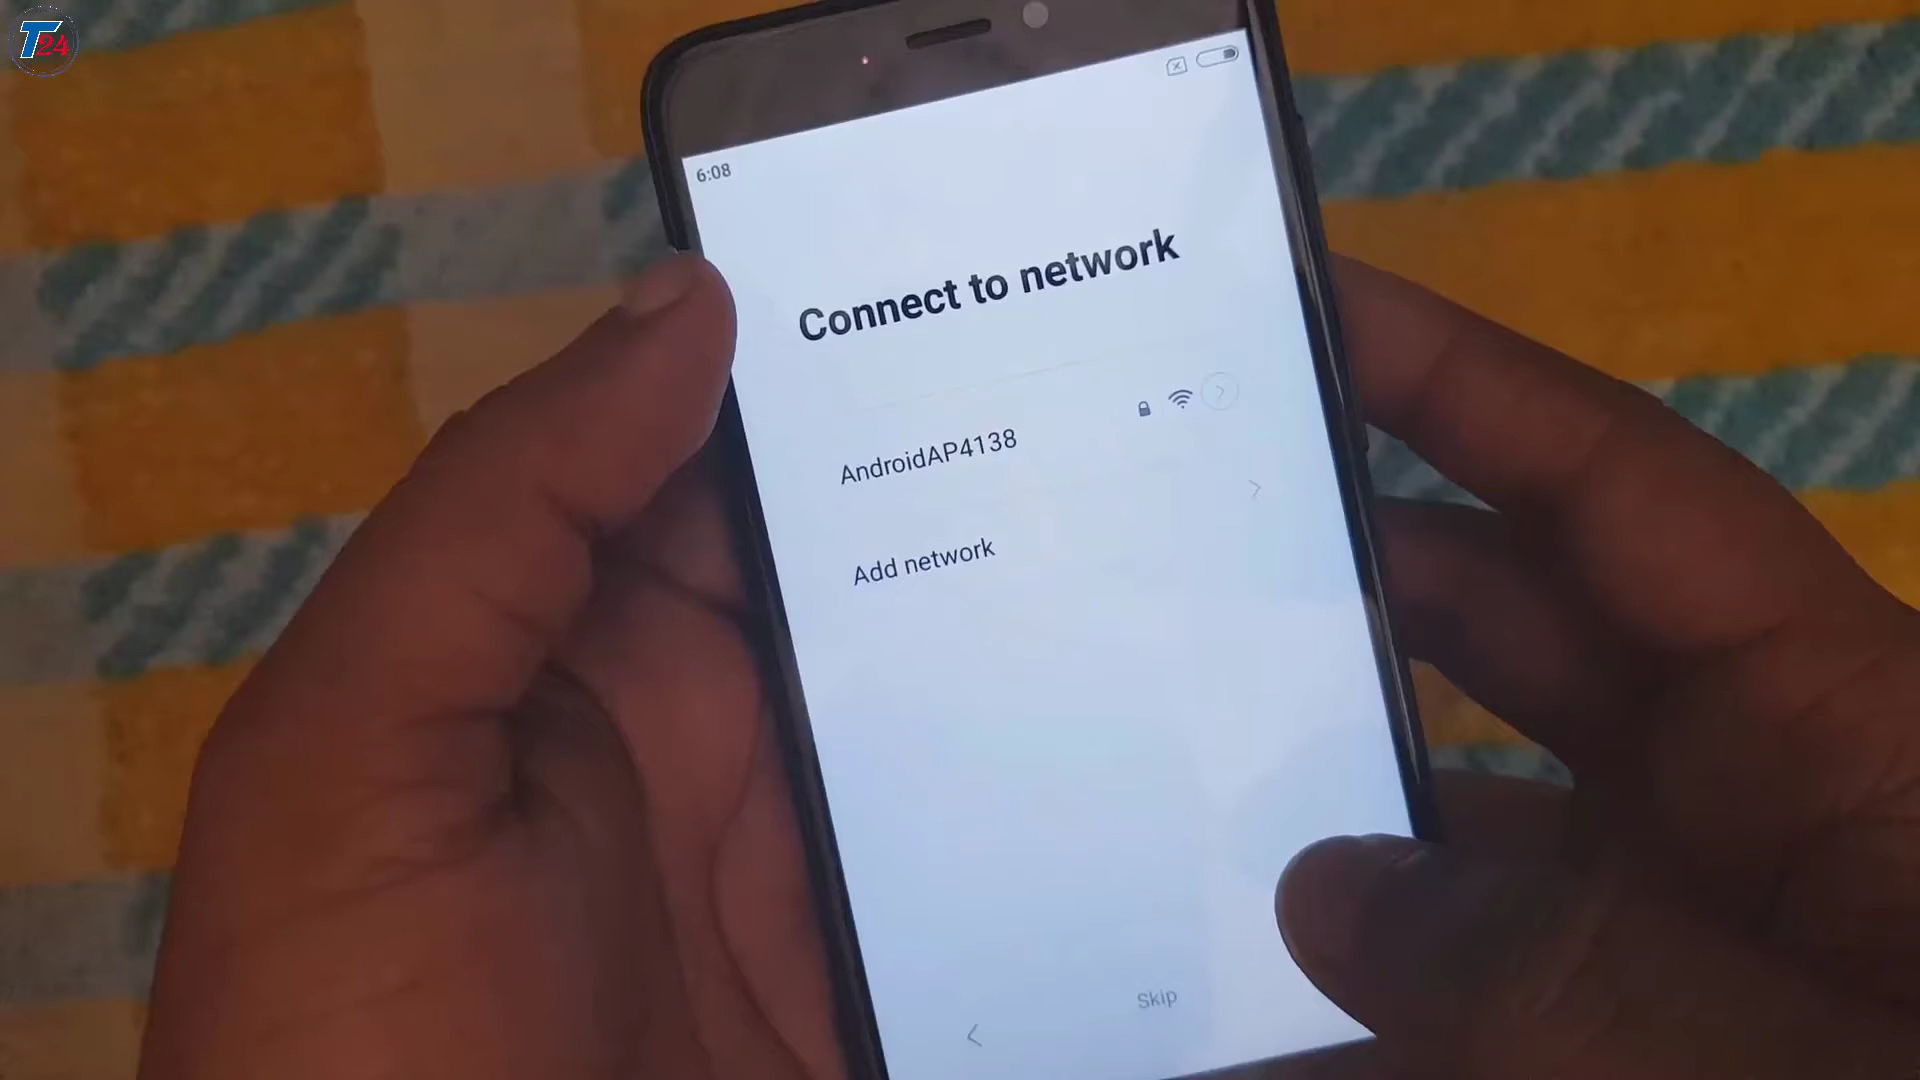 T24
6:08
Connect to network
AndroidAP4138
Add network
Skip